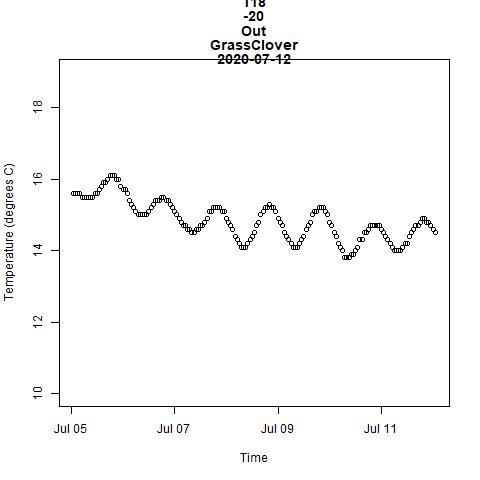 T18
-20
Out
GrassClover
2020-07-12
Temperature (degrees C)
18
16
14
12
10
Jul 05 Jul 07 Jul 09 Jul 11
Time